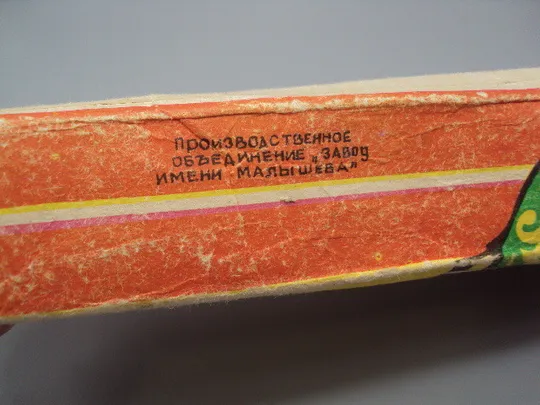 ПРОИЗВОДСТВЕННОЕ
ОБЪЕДИНЕНИЕ „ЗАВОД
ИМЕНИ МАЛЫШЕВА"